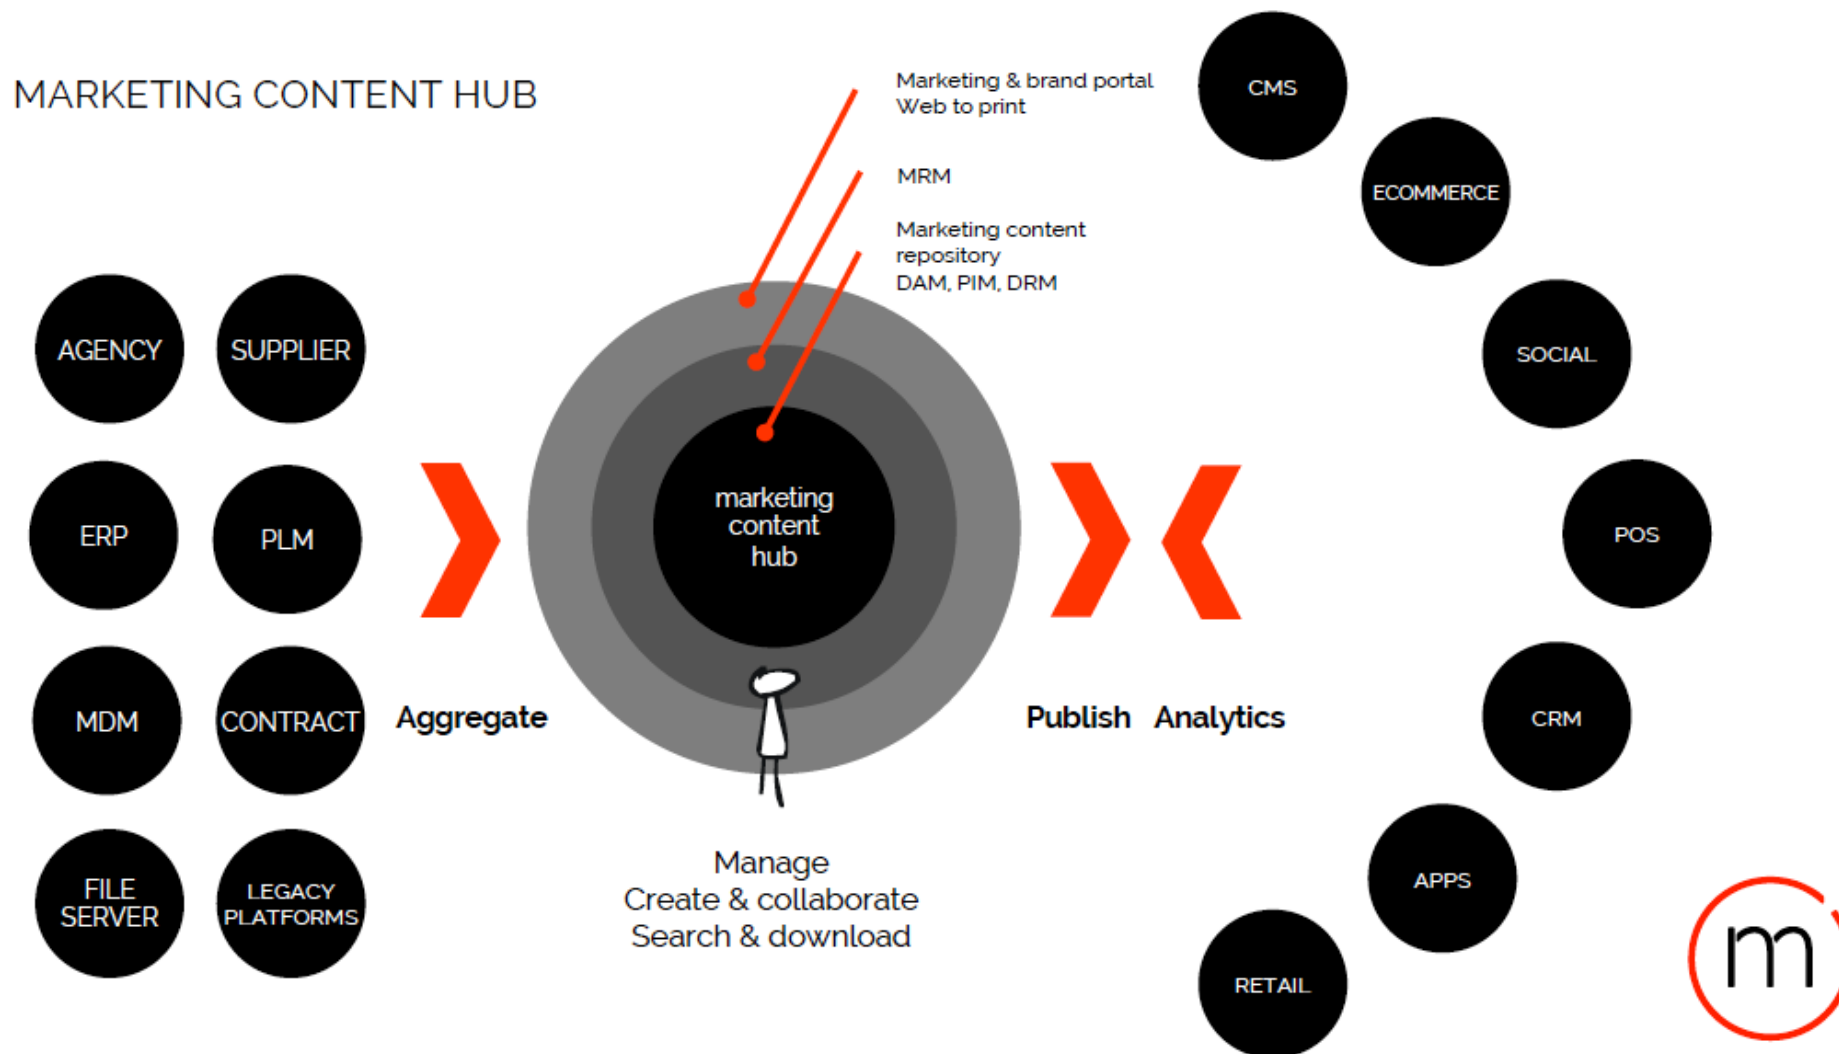 MARKETING CONTENT HUB
Marketing & brand portal
Web to print
MRM
Marketing content
repository
DAM, PIM, DRM
AGENCY
SUPPLIER
ERP
PLM
MDM
CONTRACT
FILE
SERVER
LEGACY
PLATFORMS
Aggregate
marketing
content
hub
Manage
Create & collaborate
Search & download
Publish
Analytics
CMS
ECOMMERCE
SOCIAL
POS
CRM
APPS
RETAIL
m